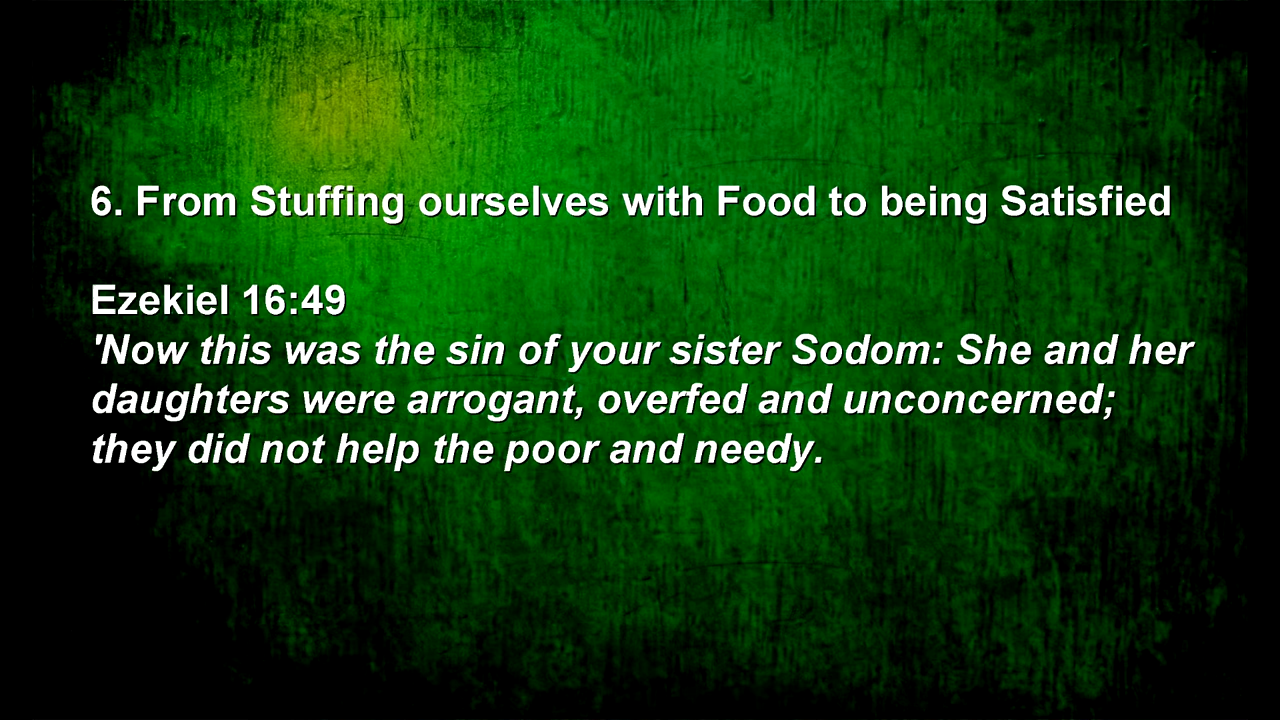 6. From Stuffing ourselves with Food to being Satisfied
Ezekiel 16:49
'Now this was the sin of your sister Sodom: She and her
daughters were arrogant, overfed and unconcerned;
they did not help the poor and needy.